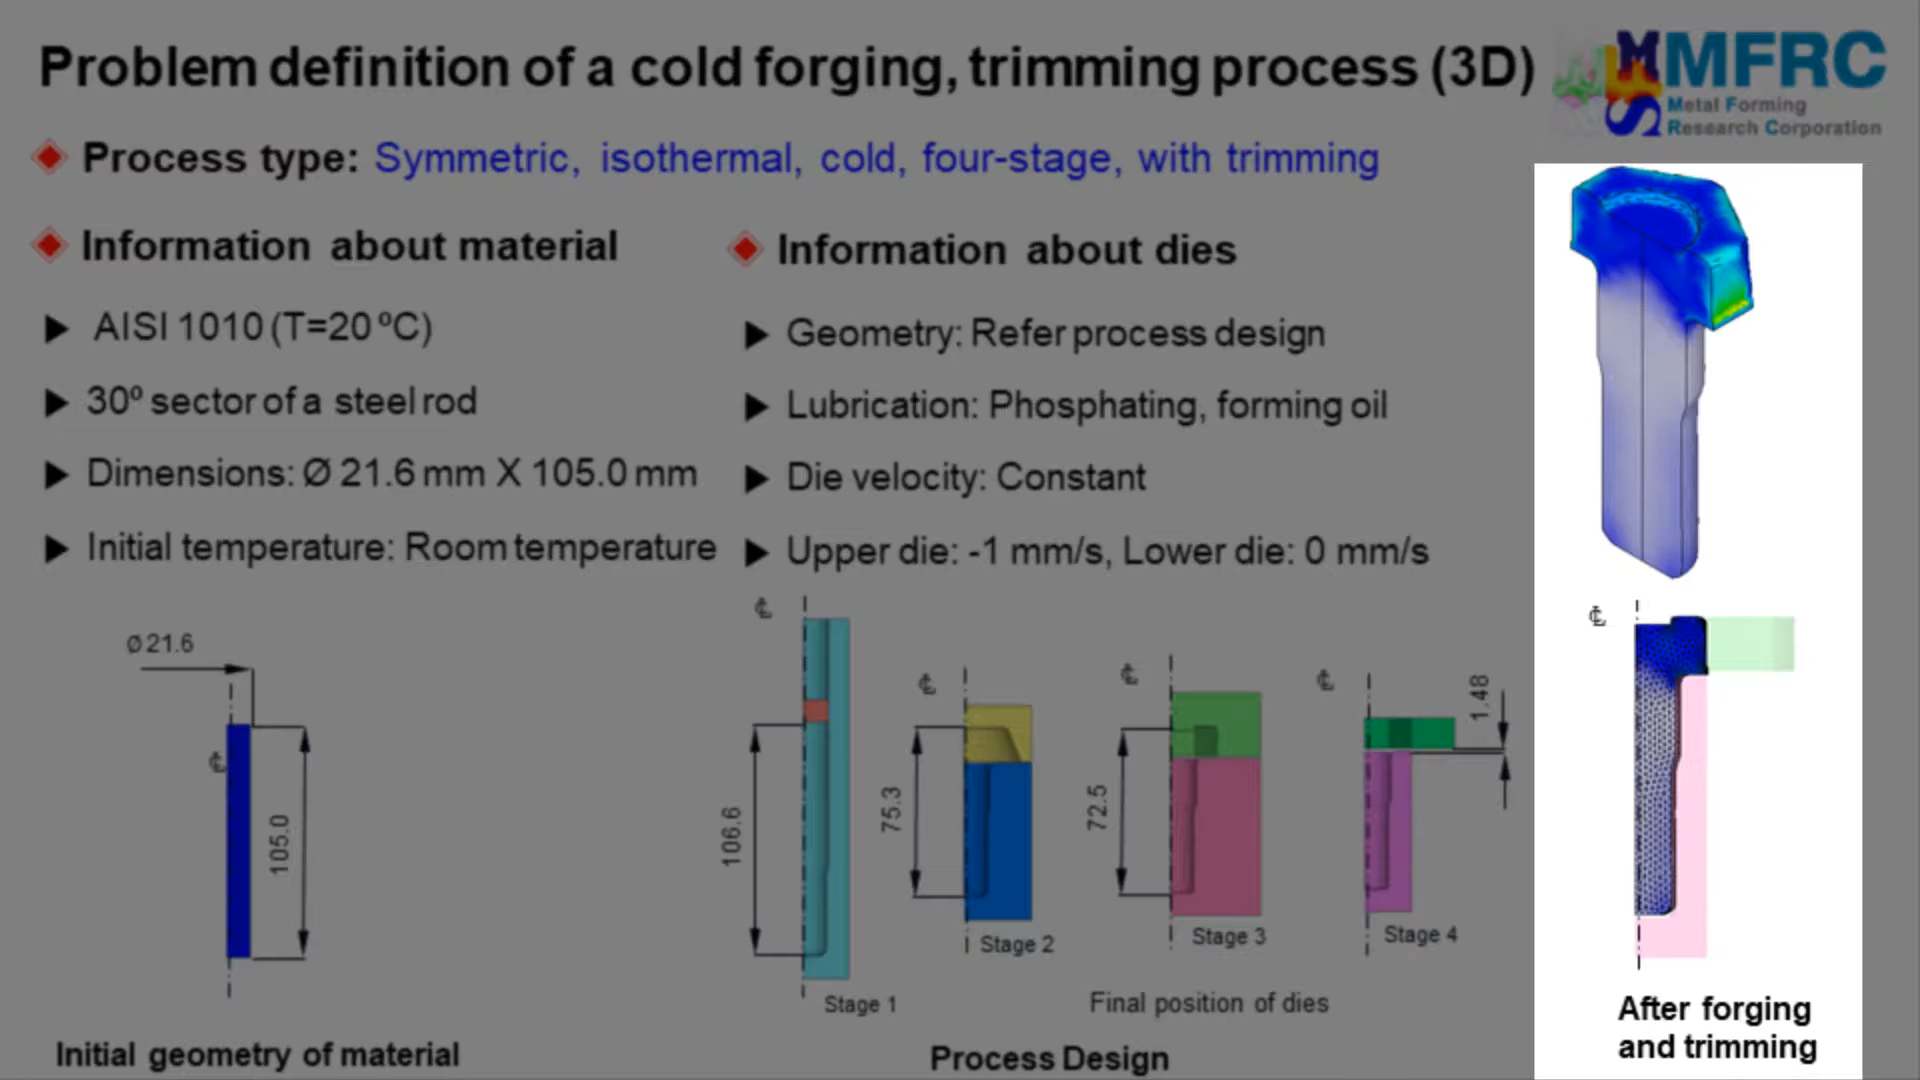 Problem definition of a cold forging, trimming process (3D)
MFRC
Metal Forming
Research Corporation
Process type: Symmetric, isothermal, cold, four-stage, with trimming
Information about material
AISI 1010 (T=20 ºC)
30º sector of a steel rod
Dimensions: Ø 21.6 mm X 105.0 mm
Initial temperature: Room temperature
Information about dies
Geometry: Refer process design
Lubrication: Phosphating, forming oil
Die velocity: Constant
Upper die: -1 mm/s, Lower die: 0 mm/s
Ø 21.6
℄
105.0
Initial geometry of material
℄
106.6
Stage 1
℄
75.3
Stage 2
℄
72.5
Stage 3
℄
1.48
Stage 4
Final position of dies
Process Design
℄
After forging
and trimming